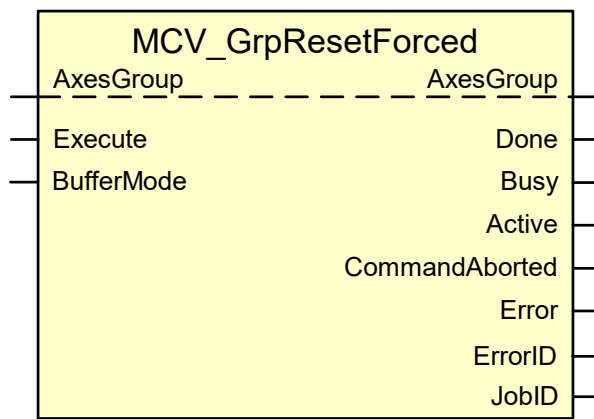 MCV_GrpResetForced
AxesGroup AxesGroup
Execute Done
BufferMode Busy
Active
CommandAborted
Error
ErrorID
JobID